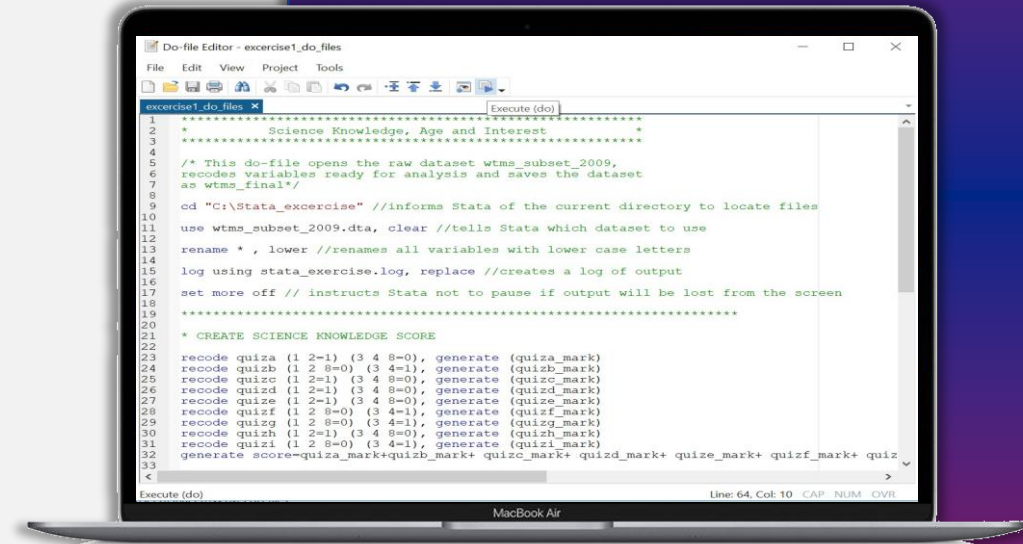 Do-file Editor - excercise1_do_files
File Edit View Project Tools
excercise1_do_files ×
Execute (do)
1 **********************************************************
2 * Science Knowledge, Age and Interest *
3 **********************************************************
4
5 /* This do-file opens the raw dataset wtms_subset_2009,
6 recodes variables ready for analysis and saves the dataset
7 as wtms_final*/
8
9 cd "C:\Stata_excercise" //informs Stata of the current directory to locate files
10
11 use wtms_subset_2009.dta, clear //tells Stata which dataset to use
12
13 rename * , lower //renames all variables with lower case letters
14
15 log using stata_exercise.log, replace //creates a log of output
16
17 set more off // instructs Stata not to pause if output will be lost from the screen
18
19 **********************************************************************
20
21 * CREATE SCIENCE KNOWLEDGE SCORE
22
23 recode quiza (1 2=1) (3 4 8=0), generate (quiza_mark)
24 recode quizb (1 2 8=0) (3 4=1), generate (quizb_mark)
25 recode quizc (1 2=1) (3 4 8=0), generate (quizc_mark)
26 recode quizd (1 2=1) (3 4 8=0), generate (quizd_mark)
27 recode quize (1 2=1) (3 4 8=0), generate (quize_mark)
28 recode quizf (1 2 8=0) (3 4=1), generate (quizf_mark)
29 recode quizg (1 2 8=0) (3 4=1), generate (quizg_mark)
30 recode quizh (1 2=1) (3 4 8=0), generate (quizh_mark)
31 recode quizi (1 2 8=0) (3 4=1), generate (quizi_mark)
32 generate score=quiza_mark+quizb_mark+ quizc_mark+ quizd_mark+ quize_mark+ quizf_mark+ quiz
33
Execute (do) Line: 64, Col: 10 CAP NUM OVR
MacBook Air